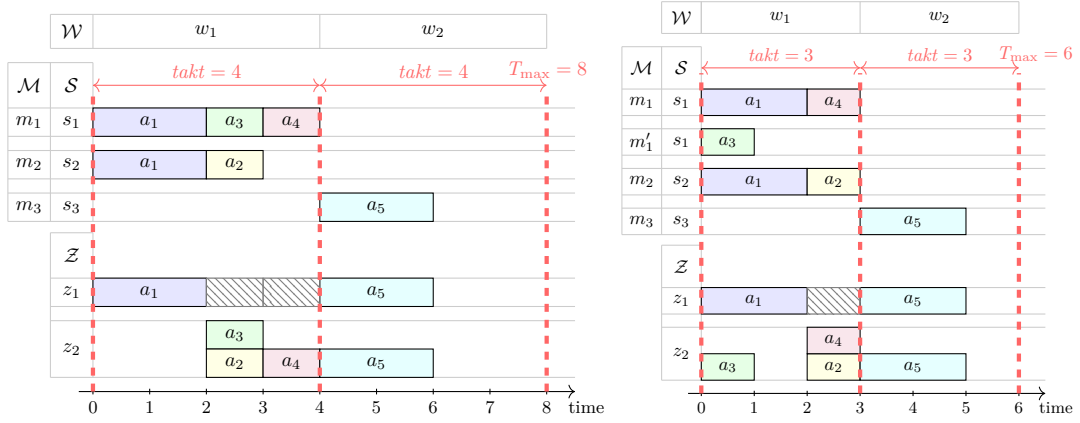 𝒲 w₁ w₂
takt = 4 takt = 4 T_max = 8
ℳ 𝒮
m₁ s₁ a₁ a₃ a₄
m₂ s₂ a₁ a₂
m₃ s₃ a₅
𝒵
z₁ a₁ a₅
a₃
z₂
a₂ a₄ a₅
0 1 2 3 4 5 6 7 8 time
𝒲 w₁ w₂
takt = 3 takt = 3 T_max = 6
ℳ 𝒮
m₁ s₁ a₁ a₄
m′₁ s₁ a₃
m₂ s₂ a₁ a₂
m₃ s₃ a₅
𝒵
z₁ a₁ a₅
a₄
z₂
a₃ a₂ a₅
0 1 2 3 4 5 6 time